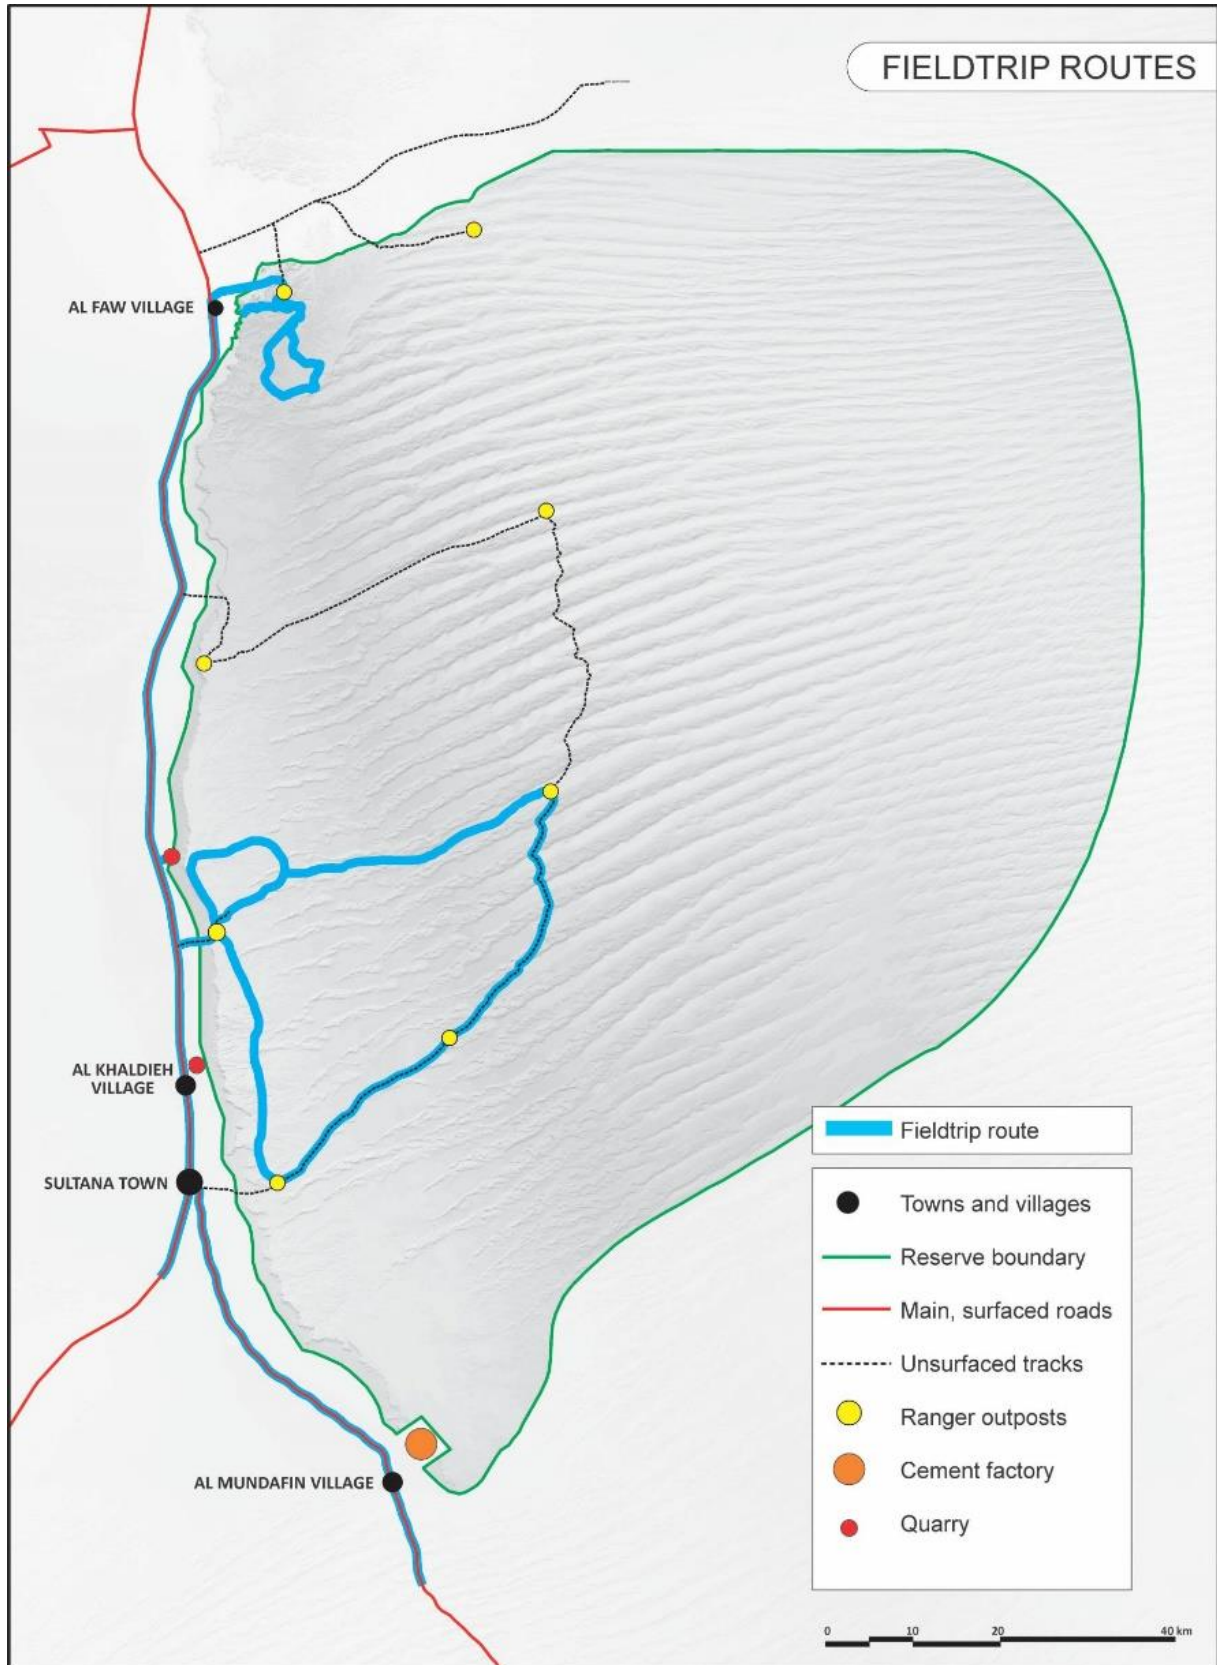 FIELDTRIP ROUTES
AL FAW VILLAGE
AL KHALDIEH
VILLAGE
SULTANA TOWN
AL MUNDAFIN VILLAGE
Fieldtrip route
Towns and villages
Reserve boundary
Main, surfaced roads
Unsurfaced tracks
Ranger outposts
Cement factory
Quarry
0 10 20 40 km